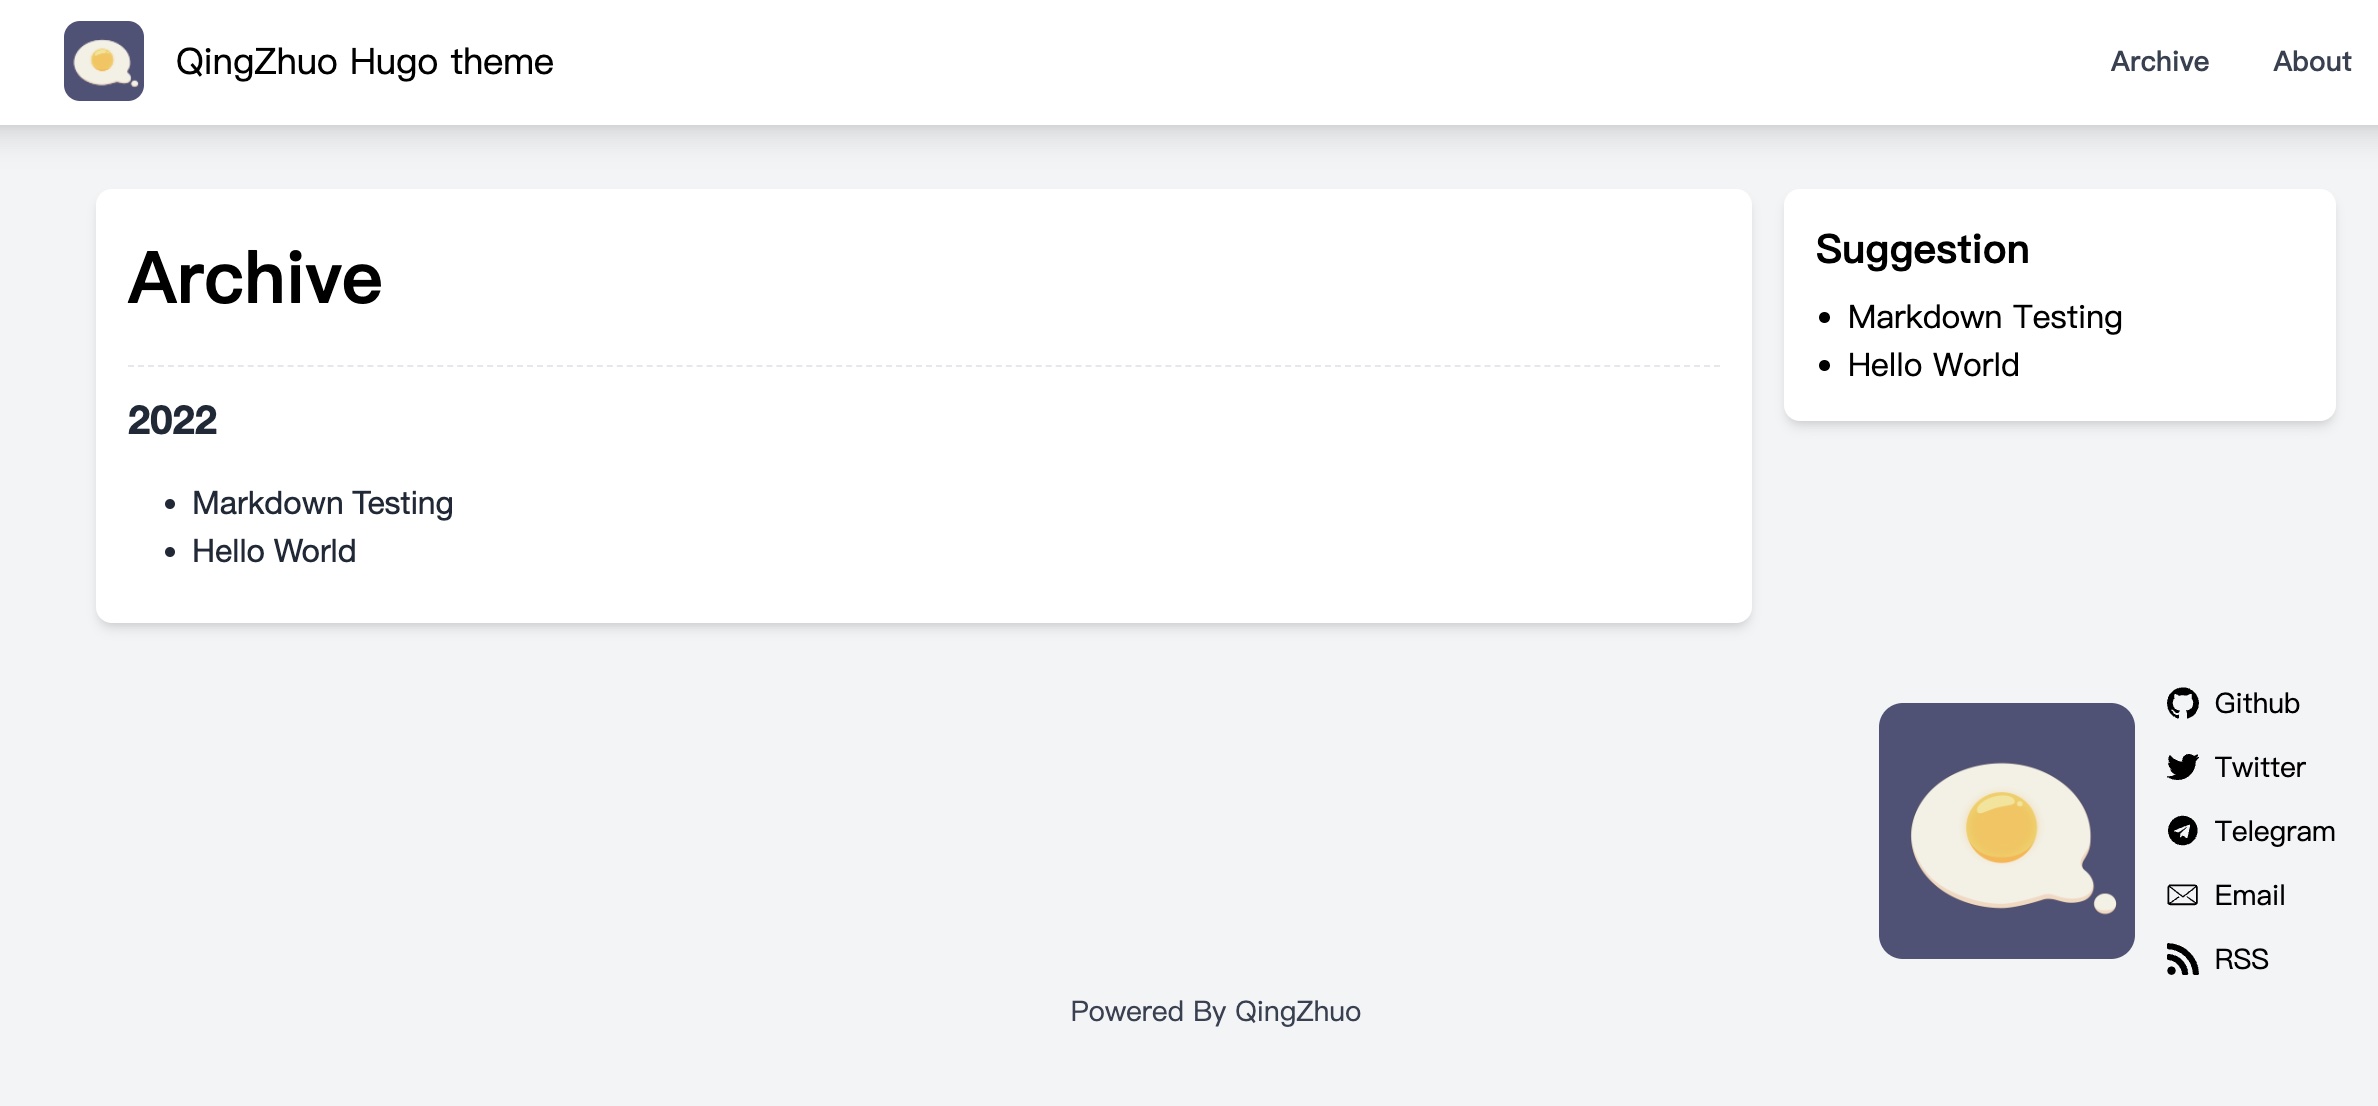 QingZhuo Hugo theme
Archive
About
Archive
2022
Markdown Testing
Hello World
Suggestion
Markdown Testing
Hello World
Github
Twitter
Telegram
Email
RSS
Powered By QingZhuo